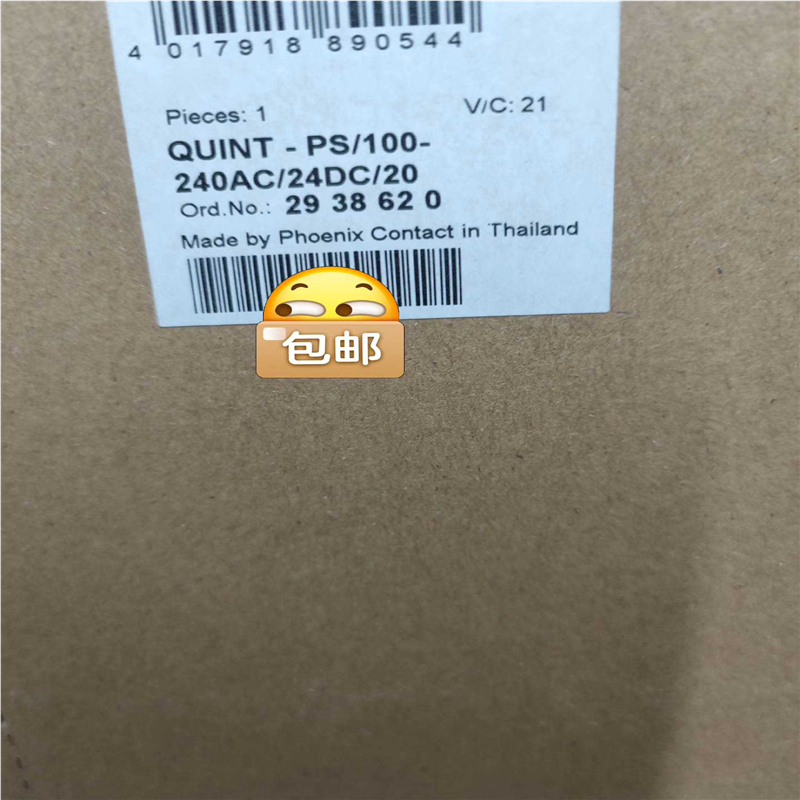 4 017918 890544
Pieces: 1 V/C: 21
QUINT - PS/100-
240AC/24DC/20
Ord.No.: 29 38 62 0
Made by Phoenix Contact in Thailand
包邮